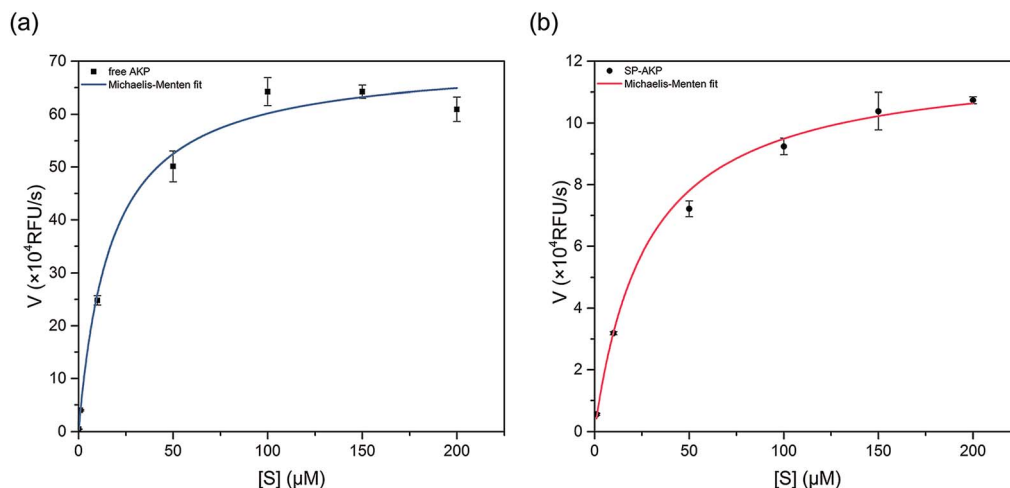 (a)
free AKP
Michaelis-Menten fit
V (×10⁴RFU/s)
70
60
50
40
30
20
10
0
0 50 100 150 200
[S] (µM)
(b)
SP-AKP
Michaelis-Menten fit
V (×10⁴RFU/s)
12
10
8
6
4
2
0
0 50 100 150 200
[S] (µM)